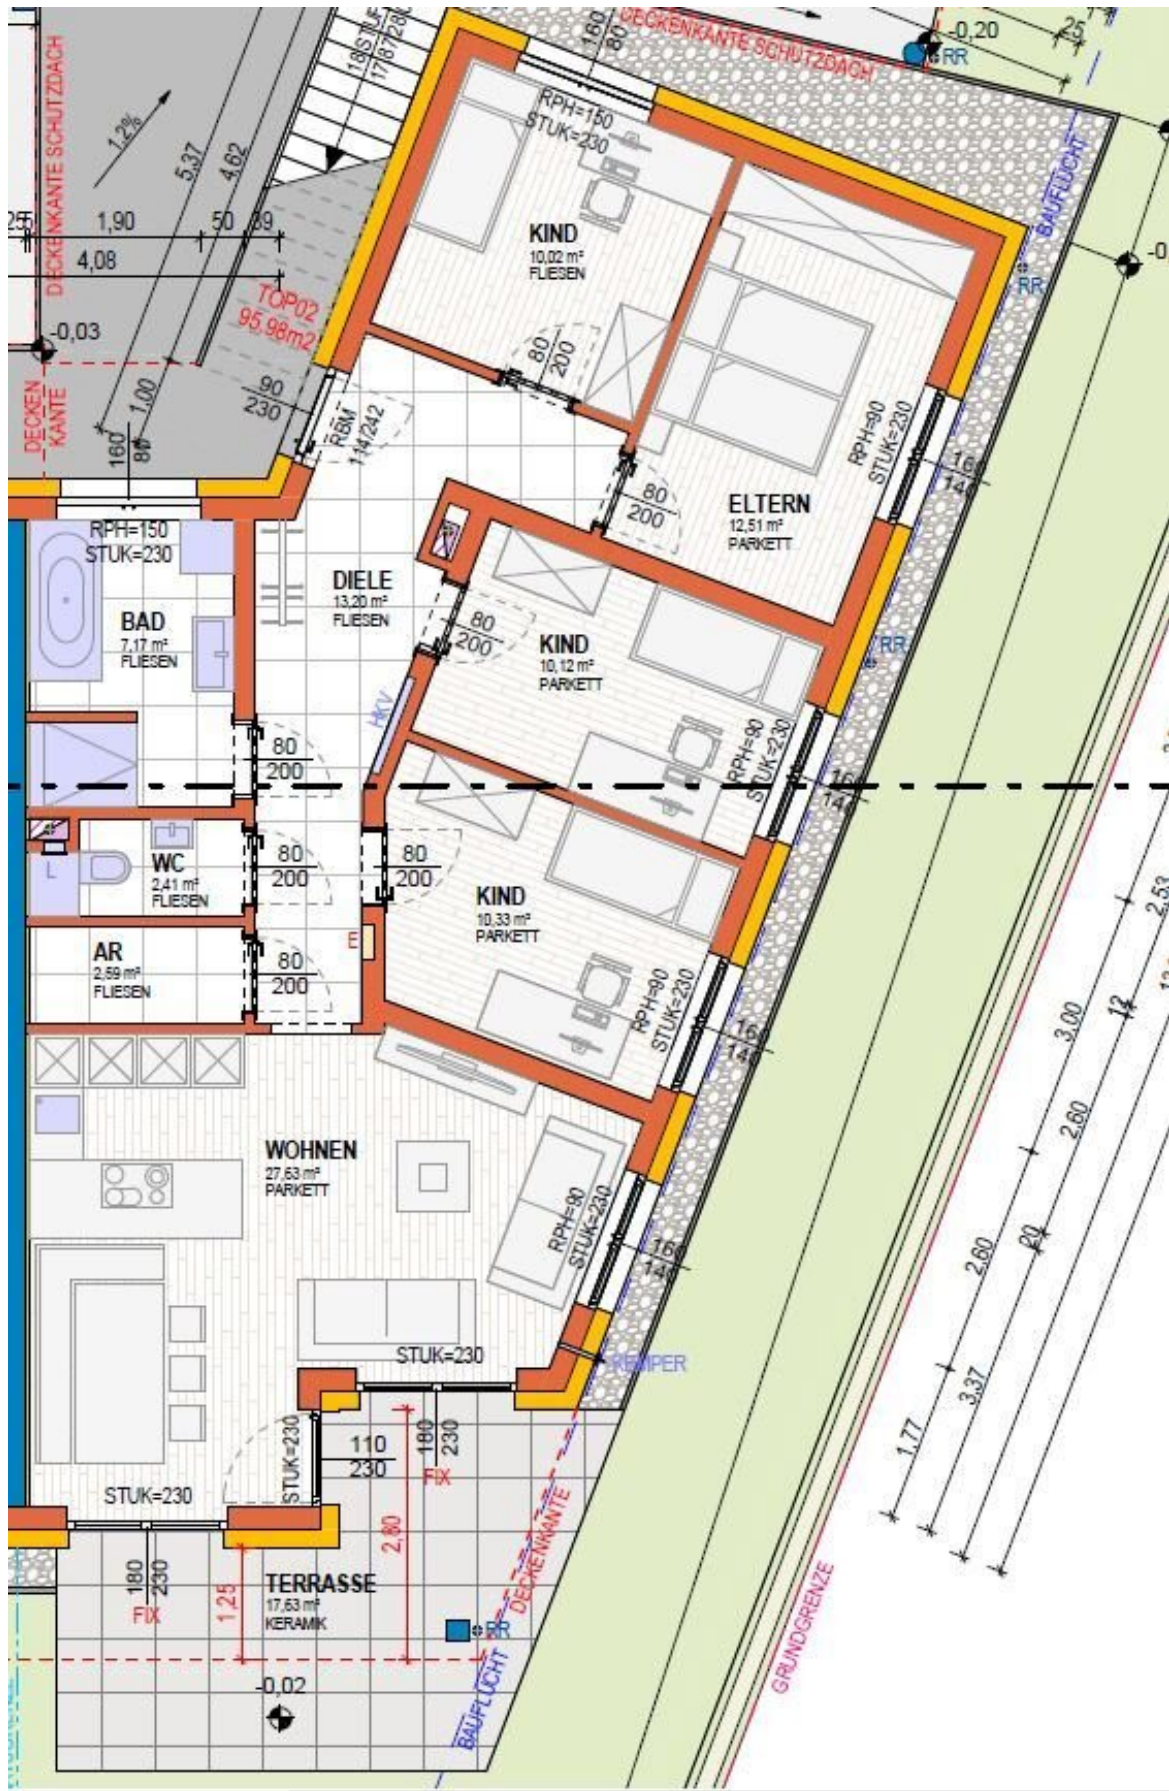 DECKENKANTE SCHUTZDACH
160
80
-0,20
25
RR
18 STUF
DECKENKANTE SCHUTZDACH
1,2%
5,37
4,62
RPH=150
STUK=230
BAUFLUCHT
1,90
50
39
4,08
KIND
10,02 m²
FLIESEN
RR
TOP02
95.98m2
-0,03
80
200
DECKEN
KANTE
1,00
90
230
RBM
114/242
160
80
RPH=90
STUK=230
160
140
ELTERN
12,51 m²
PARKETT
80
200
RPH=150
STUK=230
DIELE
13,20 m²
FLIESEN
BAD
7,17 m²
FLIESEN
80
200
KIND
10,12 m²
PARKETT
RR
HKV
RPH=90
STUK=230
160
140
80
200
WC
2,41 m²
FLIESEN
L
80
200
80
200
KIND
10,33 m²
PARKETT
2,53
E
AR
2,59 m²
FLIESEN
80
200
RPH=90
STUK=230
160
140
3,00
12
2,60
WOHNEN
27,63 m²
PARKETT
RPH=90
STUK=230
160
140
20
2,60
STUK=230
KEMPER
3,37
1,77
STUK=230
110
230
180
230
FIX
STUK=230
2,80
DECKENKANTE
180
230
FIX
1,25
TERRASSE
17,63 m²
KERAMIK
RR
GRUNDGRENZE
BAUFLUCHT
-0,02